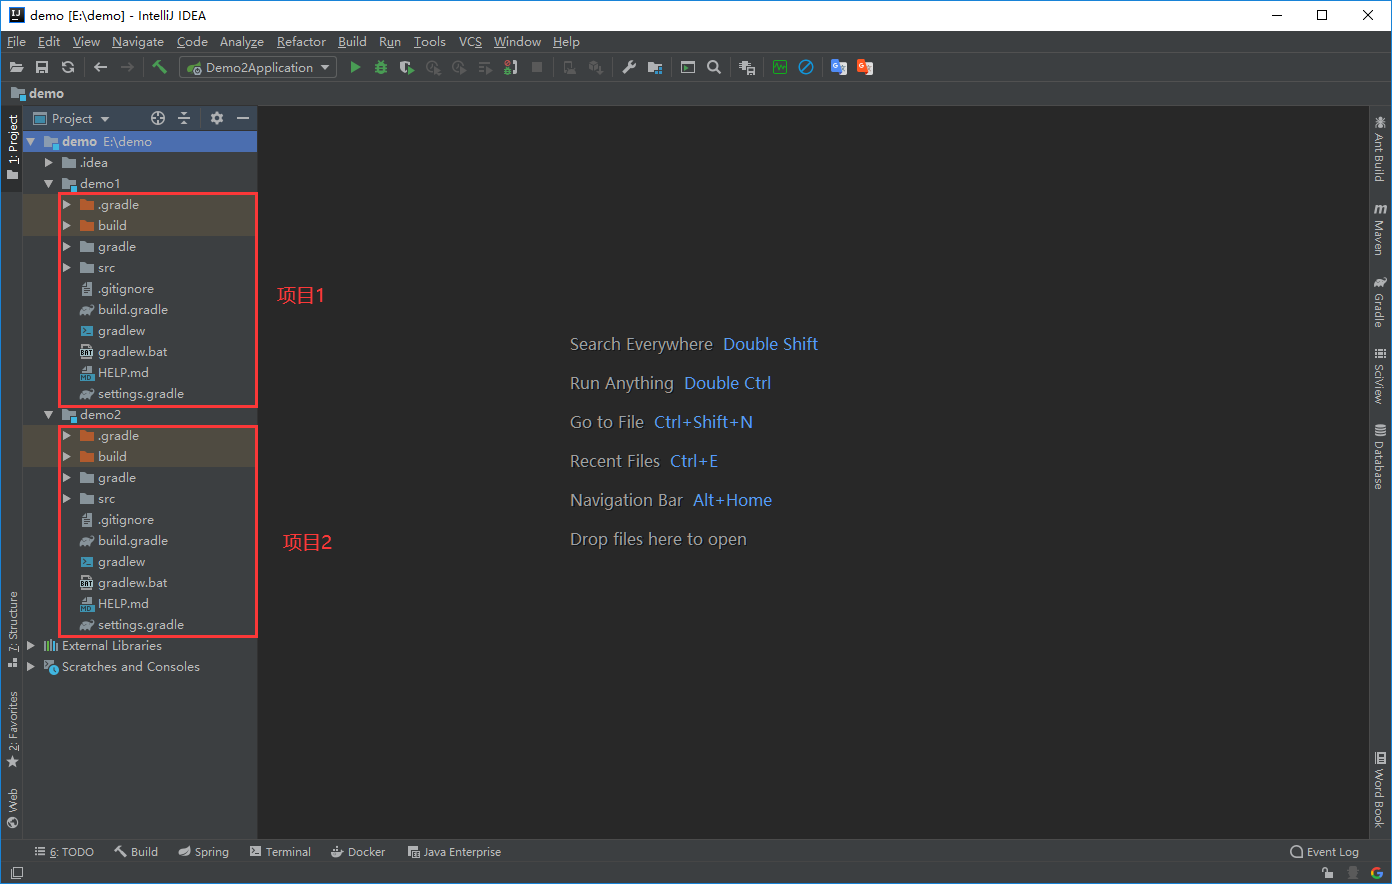 demo [E:\demo] - IntelliJ IDEA
File Edit View Navigate Code Analyze Refactor Build Run Tools VCS Window Help
Demo2Application
demo
Project
demo E:\demo
.idea
demo1
.gradle
build
gradle
src
.gitignore
build.gradle
gradlew
gradlew.bat
HELP.md
settings.gradle
demo2
.gradle
build
gradle
src
.gitignore
build.gradle
gradlew
gradlew.bat
HELP.md
settings.gradle
External Libraries
Scratches and Consoles
项目1
项目2
Search Everywhere Double Shift
Run Anything Double Ctrl
Go to File Ctrl+Shift+N
Recent Files Ctrl+E
Navigation Bar Alt+Home
Drop files here to open
1: Project
7: Structure
2: Favorites
Web
Ant Build
Maven
Gradle
SciView
Database
Word Book
6: TODO Build Spring Terminal Docker Java Enterprise Event Log